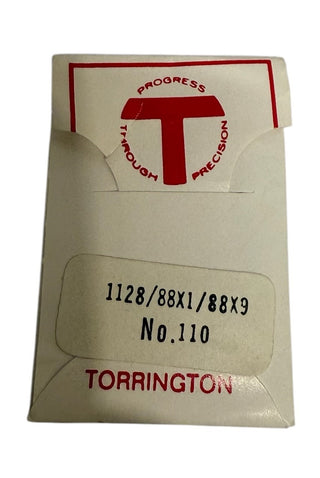 PROGRESS
THROUGH
T
PRECISION
1128/88X1/88X9
No.110
TORRINGTON